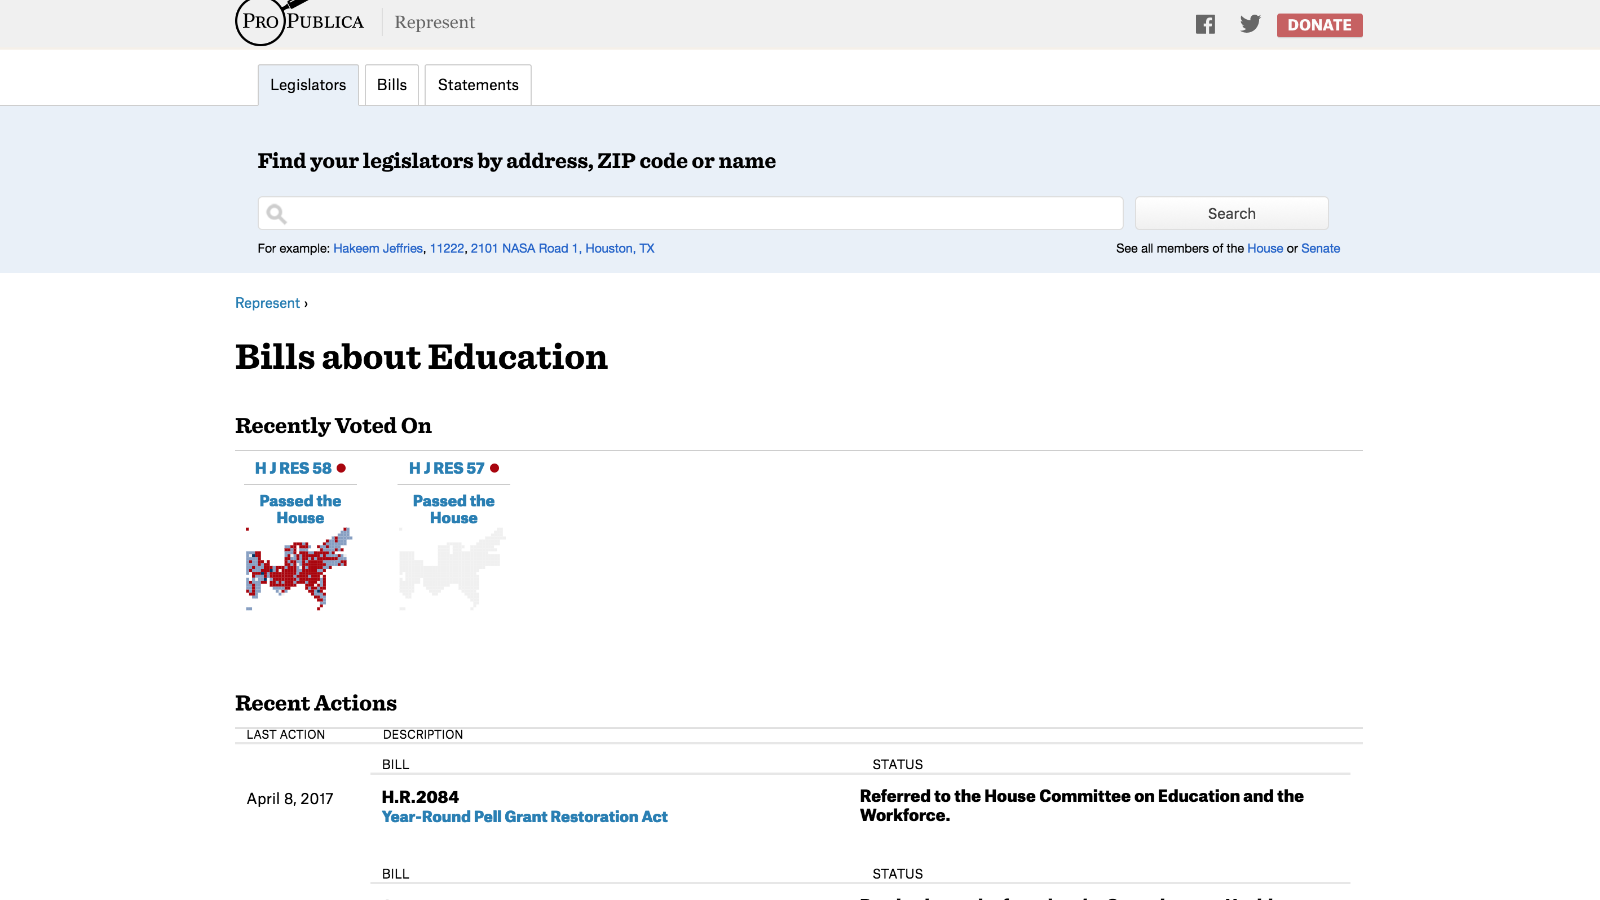 PROPUBLICA Represent DONATE
Legislators Bills Statements
Find your legislators by address, ZIP code or name
Search
For example: Hakeem Jeffries, 11222, 2101 NASA Road 1, Houston, TX See all members of the House or Senate
Represent ›
Bills about Education
Recently Voted On
H J RES 58 H J RES 57
Passed the House Passed the House
Recent Actions
LAST ACTION DESCRIPTION
BILL STATUS
April 8, 2017 H.R.2084 Referred to the House Committee on Education and the
Year-Round Pell Grant Restoration Act Workforce.
BILL STATUS